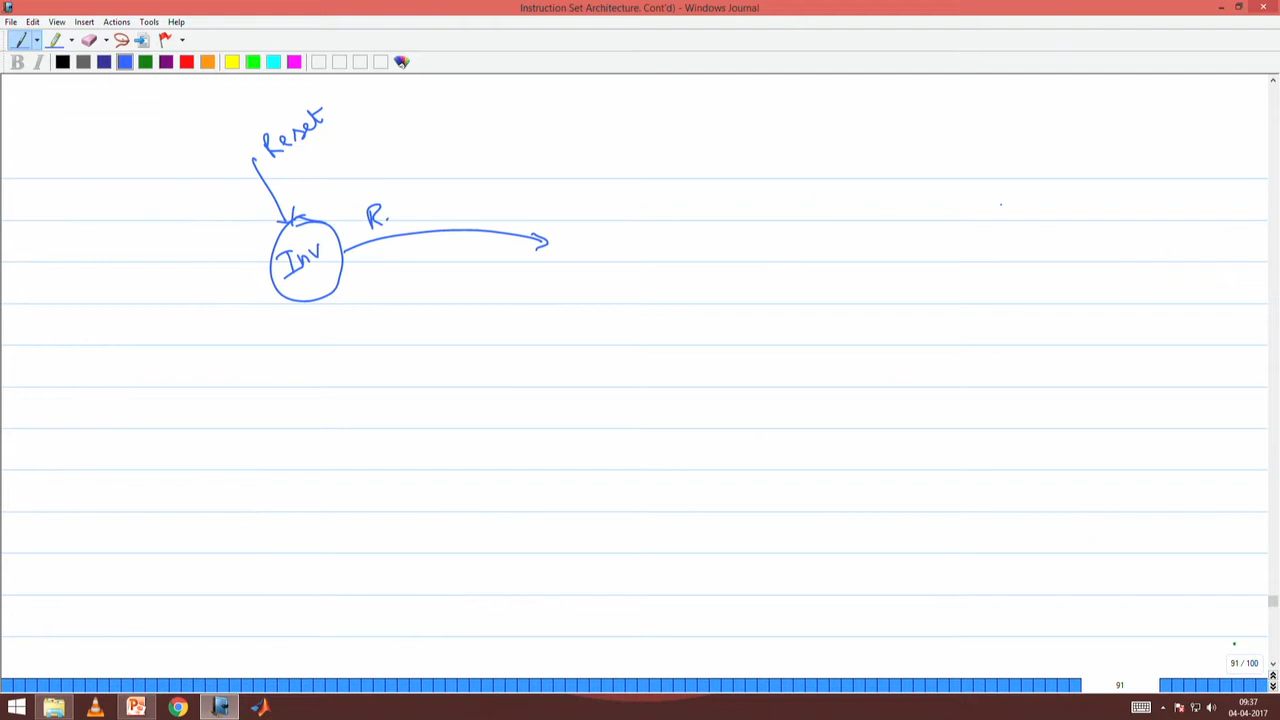 Instruction Set Architecture. Cont'd) - Windows Journal
File Edit View Insert Actions Tools Help
B I
Reset
R.
Inv
91 / 100
91
09:37
04-04-2017